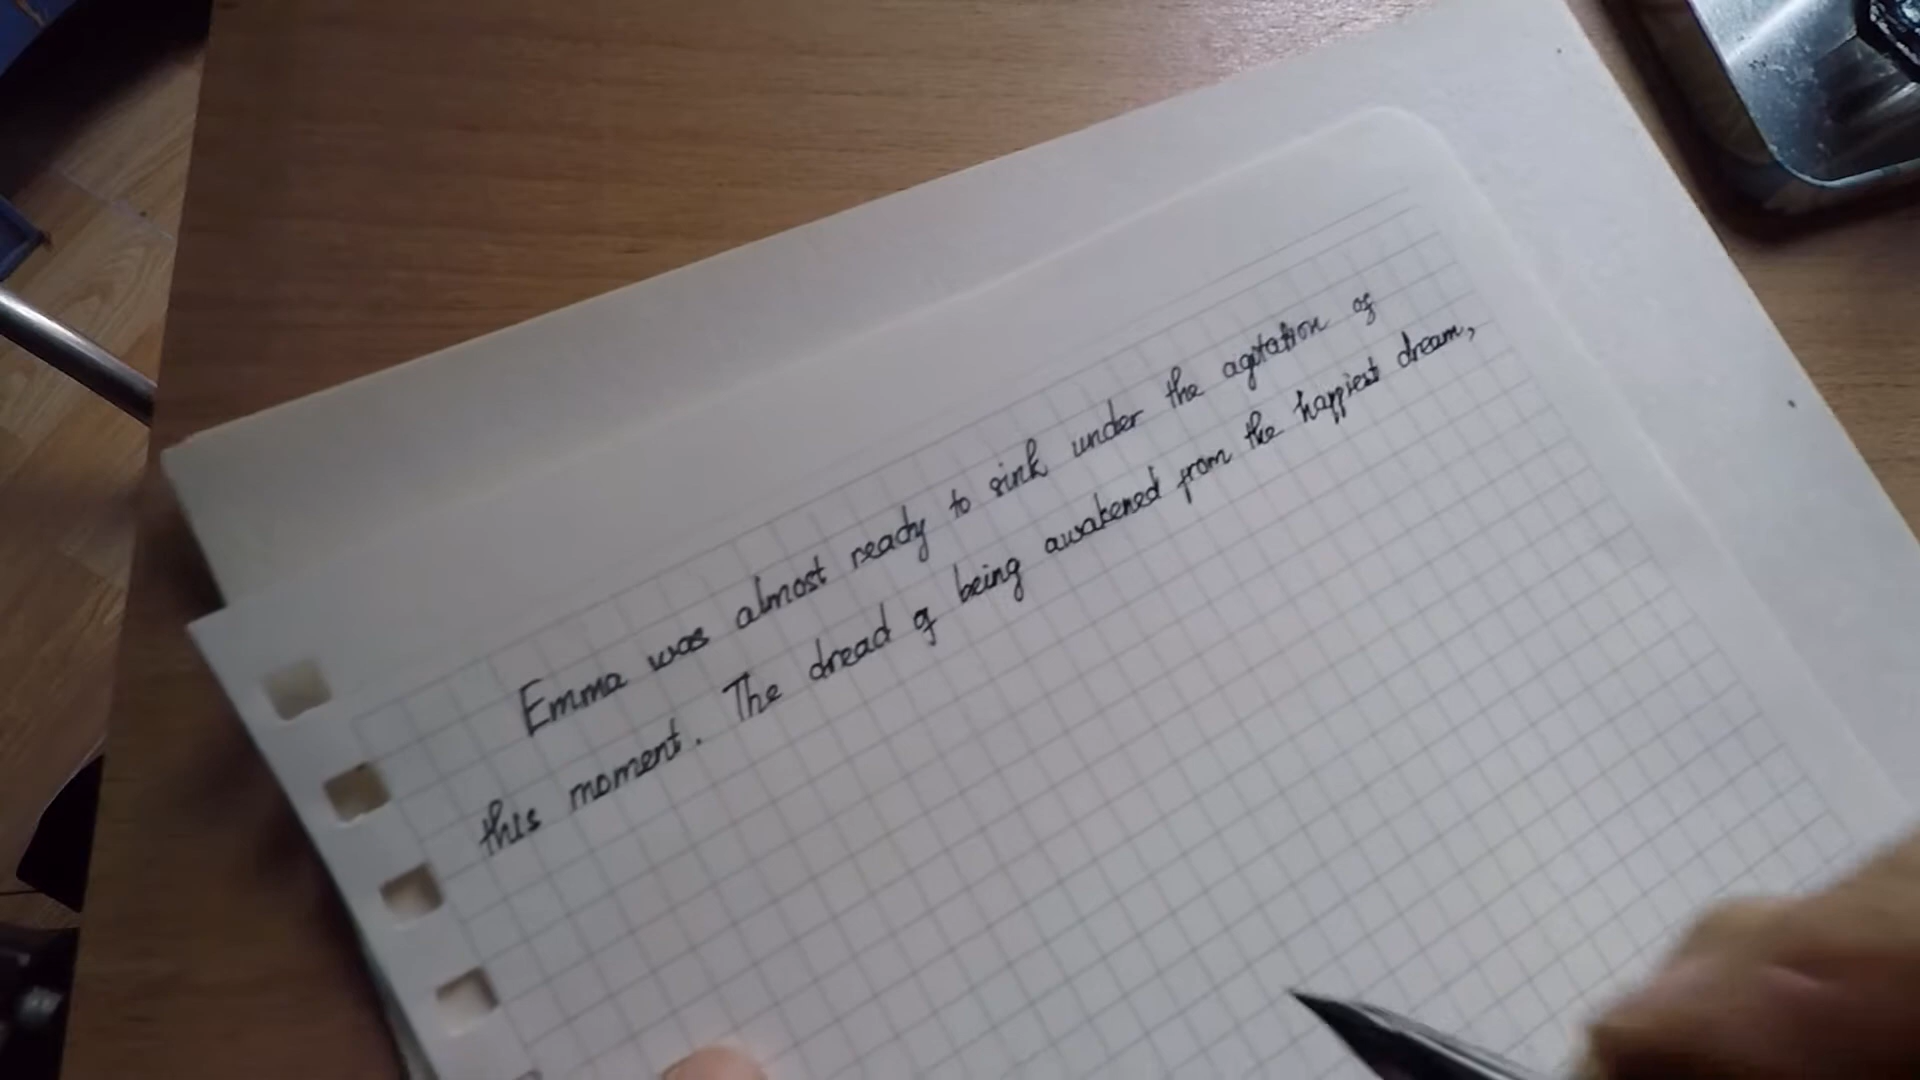 Emma was almost ready to sink under the agitation of
this moment. The dread of being awakened from the happiest dream,